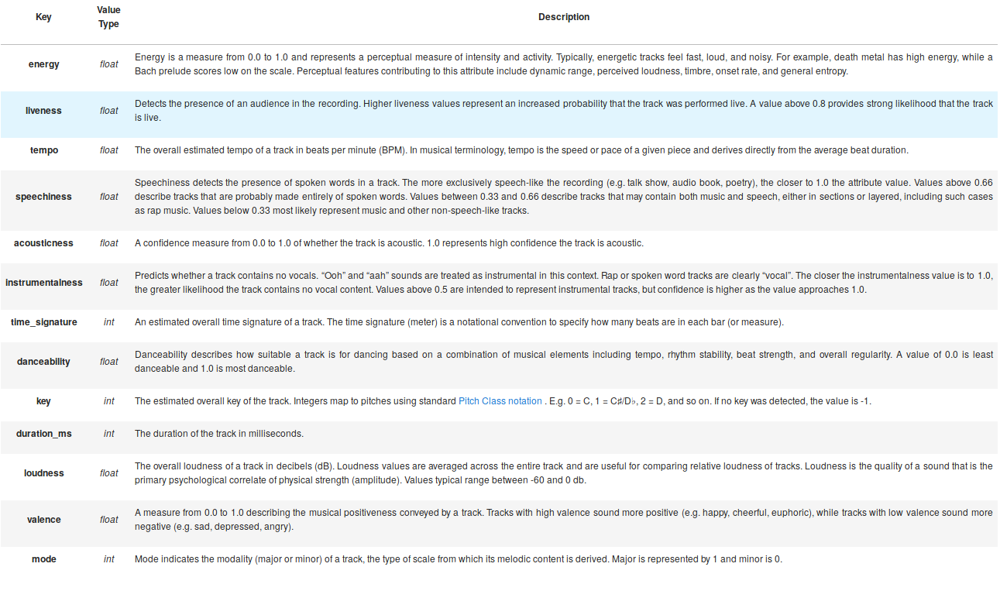 Key Value Type Description
energy float Energy is a measure from 0.0 to 1.0 and represents a perceptual measure of intensity and activity. Typically, energetic tracks feel fast, loud, and noisy. For example, death metal has high energy, while a
Bach prelude scores low on the scale. Perceptual features contributing to this attribute include dynamic range, perceived loudness, timbre, onset rate, and general entropy.
liveness float Detects the presence of an audience in the recording. Higher liveness values represent an increased probability that the track was performed live. A value above 0.8 provides strong likelihood that the track
is live.
tempo float The overall estimated tempo of a track in beats per minute (BPM). In musical terminology, tempo is the speed or pace of a given piece and derives directly from the average beat duration.
speechiness float Speechiness detects the presence of spoken words in a track. The more exclusively speech-like the recording (e.g. talk show, audio book, poetry), the closer to 1.0 the attribute value. Values above 0.66
describe tracks that are probably made entirely of spoken words. Values between 0.33 and 0.66 describe tracks that may contain both music and speech, either in sections or layered, including such cases
as rap music. Values below 0.33 most likely represent music and other non-speech-like tracks.
acousticness float A confidence measure from 0.0 to 1.0 of whether the track is acoustic. 1.0 represents high confidence the track is acoustic.
instrumentalness float Predicts whether a track contains no vocals. “Ooh” and “aah” sounds are treated as instrumental in this context. Rap or spoken word tracks are clearly “vocal”. The closer the instrumentalness value is to 1.0,
the greater likelihood the track contains no vocal content. Values above 0.5 are intended to represent instrumental tracks, but confidence is higher as the value approaches 1.0.
time_signature int An estimated overall time signature of a track. The time signature (meter) is a notational convention to specify how many beats are in each bar (or measure).
danceability float Danceability describes how suitable a track is for dancing based on a combination of musical elements including tempo, rhythm stability, beat strength, and overall regularity. A value of 0.0 is least
danceable and 1.0 is most danceable.
key int The estimated overall key of the track. Integers map to pitches using standard Pitch Class notation . E.g. 0 = C, 1 = C♯/D♭, 2 = D, and so on. If no key was detected, the value is -1.
duration_ms int The duration of the track in milliseconds.
loudness float The overall loudness of a track in decibels (dB). Loudness values are averaged across the entire track and are useful for comparing relative loudness of tracks. Loudness is the quality of a sound that is the
primary psychological correlate of physical strength (amplitude). Values typical range between -60 and 0 db.
valence float A measure from 0.0 to 1.0 describing the musical positiveness conveyed by a track. Tracks with high valence sound more positive (e.g. happy, cheerful, euphoric), while tracks with low valence sound more
negative (e.g. sad, depressed, angry).
mode int Mode indicates the modality (major or minor) of a track, the type of scale from which its melodic content is derived. Major is represented by 1 and minor is 0.